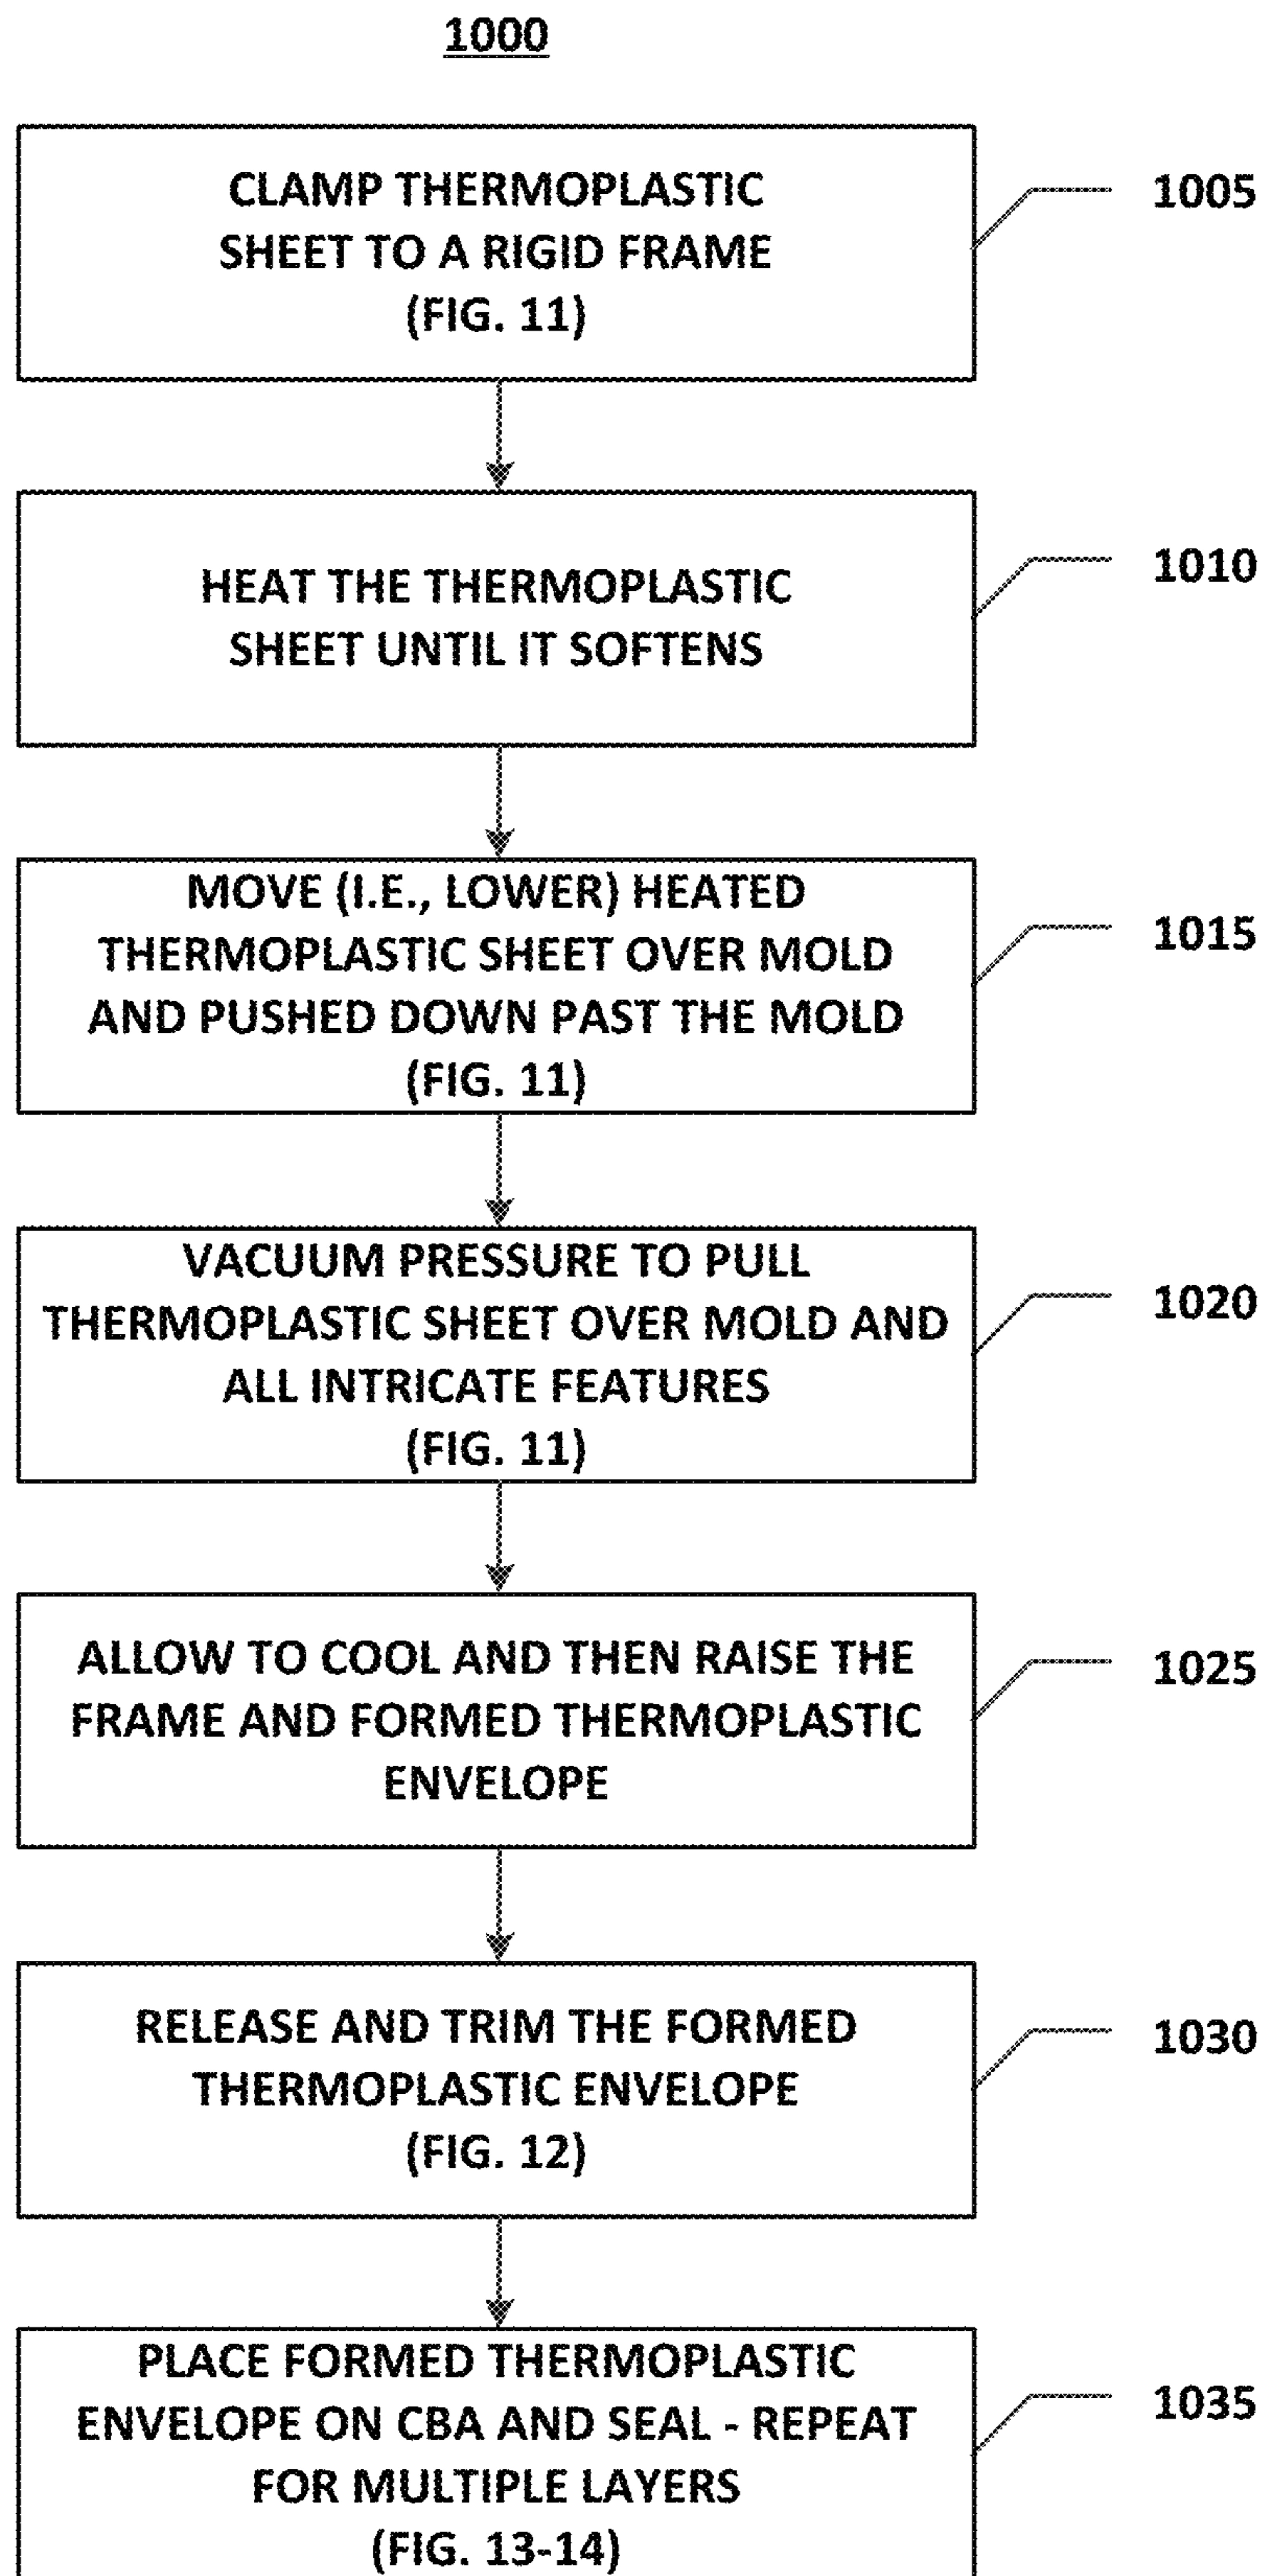 1000
CLAMP THERMOPLASTIC
SHEET TO A RIGID FRAME
(FIG. 11)
1005
HEAT THE THERMOPLASTIC
SHEET UNTIL IT SOFTENS
1010
MOVE (I.E., LOWER) HEATED
THERMOPLASTIC SHEET OVER MOLD
AND PUSHED DOWN PAST THE MOLD
(FIG. 11)
1015
VACUUM PRESSURE TO PULL
THERMOPLASTIC SHEET OVER MOLD AND
ALL INTRICATE FEATURES
(FIG. 11)
1020
ALLOW TO COOL AND THEN RAISE THE
FRAME AND FORMED THERMOPLASTIC
ENVELOPE
1025
RELEASE AND TRIM THE FORMED
THERMOPLASTIC ENVELOPE
(FIG. 12)
1030
PLACE FORMED THERMOPLASTIC
ENVELOPE ON CBA AND SEAL - REPEAT
FOR MULTIPLE LAYERS
(FIG. 13-14)
1035